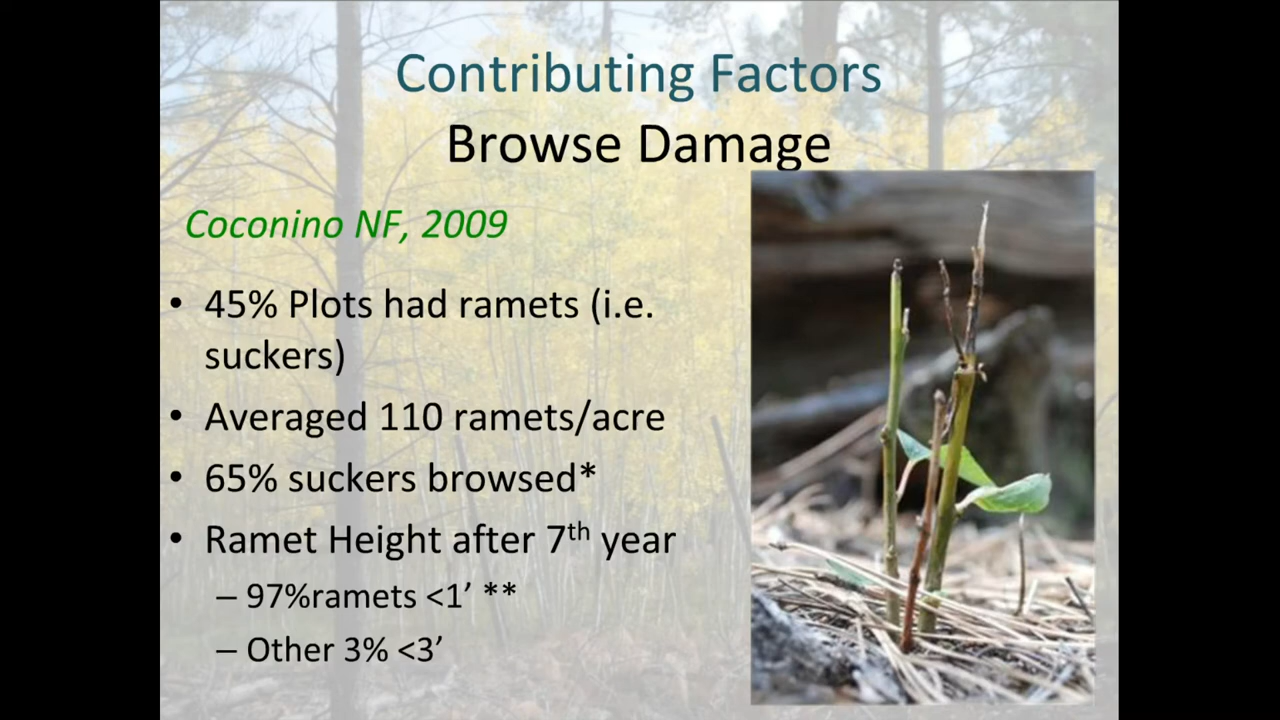 Contributing Factors
Browse Damage
Coconino NF, 2009
• 45% Plots had ramets (i.e.
suckers)
• Averaged 110 ramets/acre
• 65% suckers browsed*
• Ramet Height after 7th year
– 97%ramets <1’ **
– Other 3% <3’